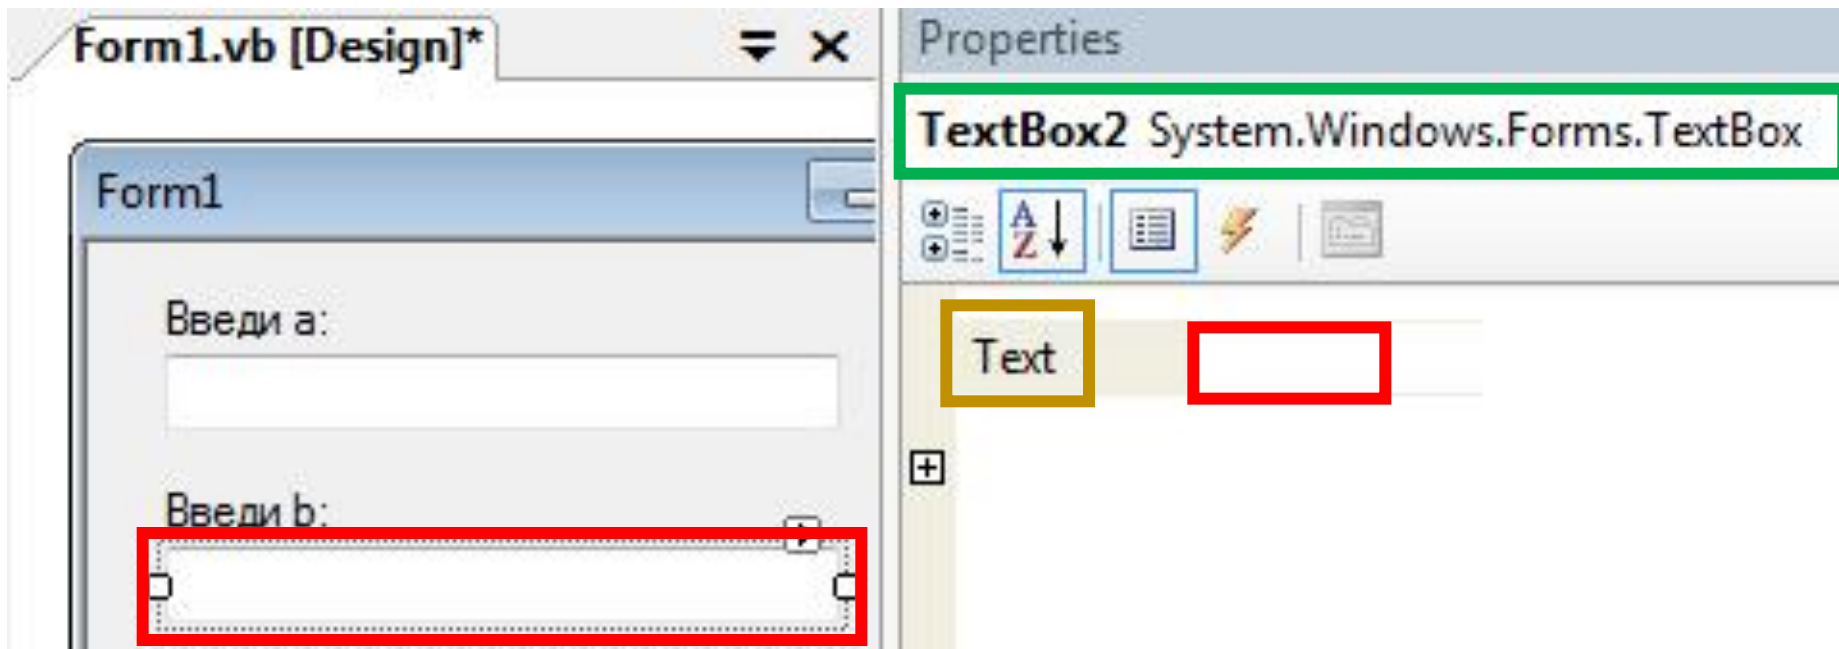 Form1.vb [Design]*
Form1
Введи a:
Введи b:
Properties
TextBox2 System.Windows.Forms.TextBox
A
Z
Text